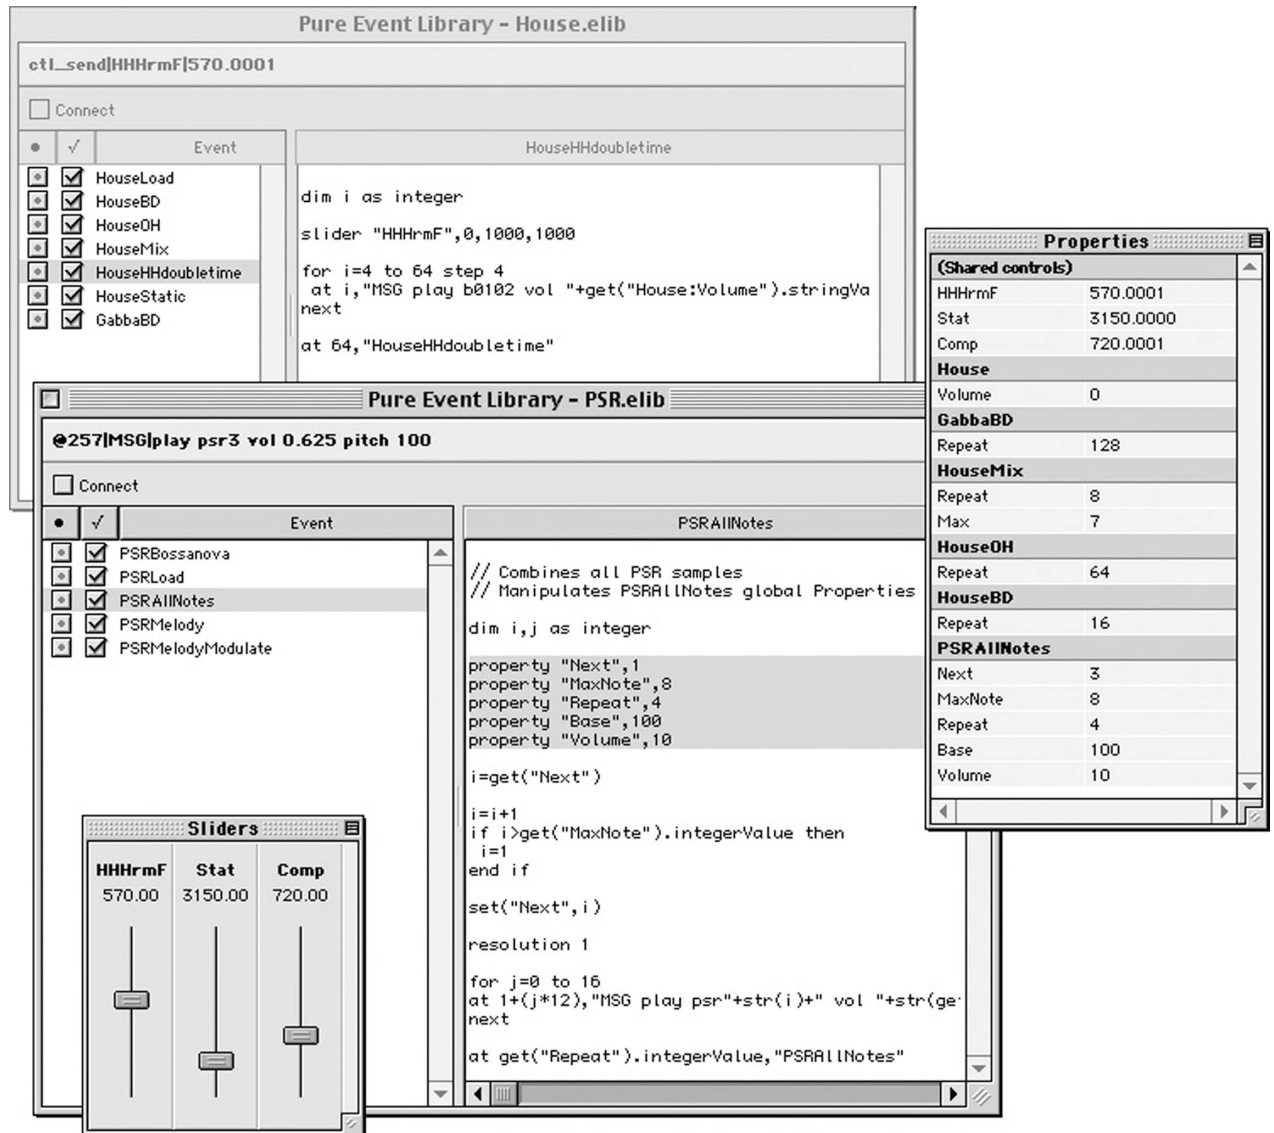 Pure Event Library - House.elib
ctl_send|HHHrmF|570.0001
Connect
● √ Event
HouseHHdoubletime
HouseLoad
HouseBD
HouseOH
HouseMix
HouseHHdoubletime
HouseStatic
GabbaBD
dim i as integer
slider "HHHrmF",0,1000,1000
for i=4 to 64 step 4
at i,"MSG play b0102 vol "+get("House:Volume").stringVa
next
at 64,"HouseHHdoubletime"
Pure Event Library - PSR.elib
@257|MSG|play psr3 vol 0.625 pitch 100
Connect
● √ Event
PSRAllNotes
PSRBossanova
PSRLoad
PSRAllNotes
PSRMelody
PSRMelodyModulate
// Combines all PSR samples
// Manipulates PSRAllNotes global Properties
dim i,j as integer
property "Next",1
property "MaxNote",8
property "Repeat",4
property "Base",100
property "Volume",10
i=get("Next")
i=i+1
if i>get("MaxNote").integerValue then
i=1
end if
set("Next",i)
resolution 1
for j=0 to 16
at 1+(j*12),"MSG play psr"+str(i)+" vol "+str(ge
next
at get("Repeat").integerValue,"PSRAllNotes"
Sliders
HHHrmF Stat Comp
570.00 3150.00 720.00
Properties
(Shared controls)
HHHrmF 570.0001
Stat 3150.0000
Comp 720.0001
House
Volume 0
GabbaBD
Repeat 128
HouseMix
Repeat 8
Max 7
HouseOH
Repeat 64
HouseBD
Repeat 16
PSRAllNotes
Next 3
MaxNote 8
Repeat 4
Base 100
Volume 10